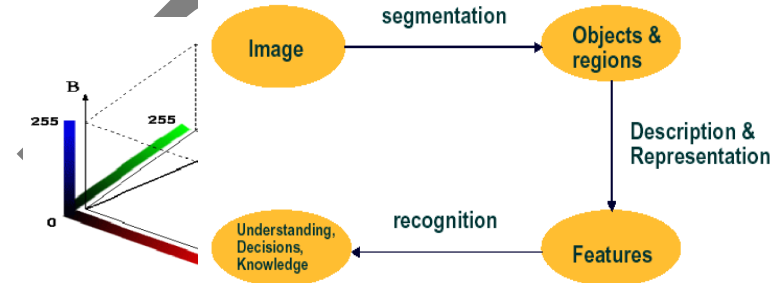 segmentation
Image
Objects &
regions
B
255
255
Description &
Representation
0
recognition
Understanding,
Decisions,
Knowledge
Features